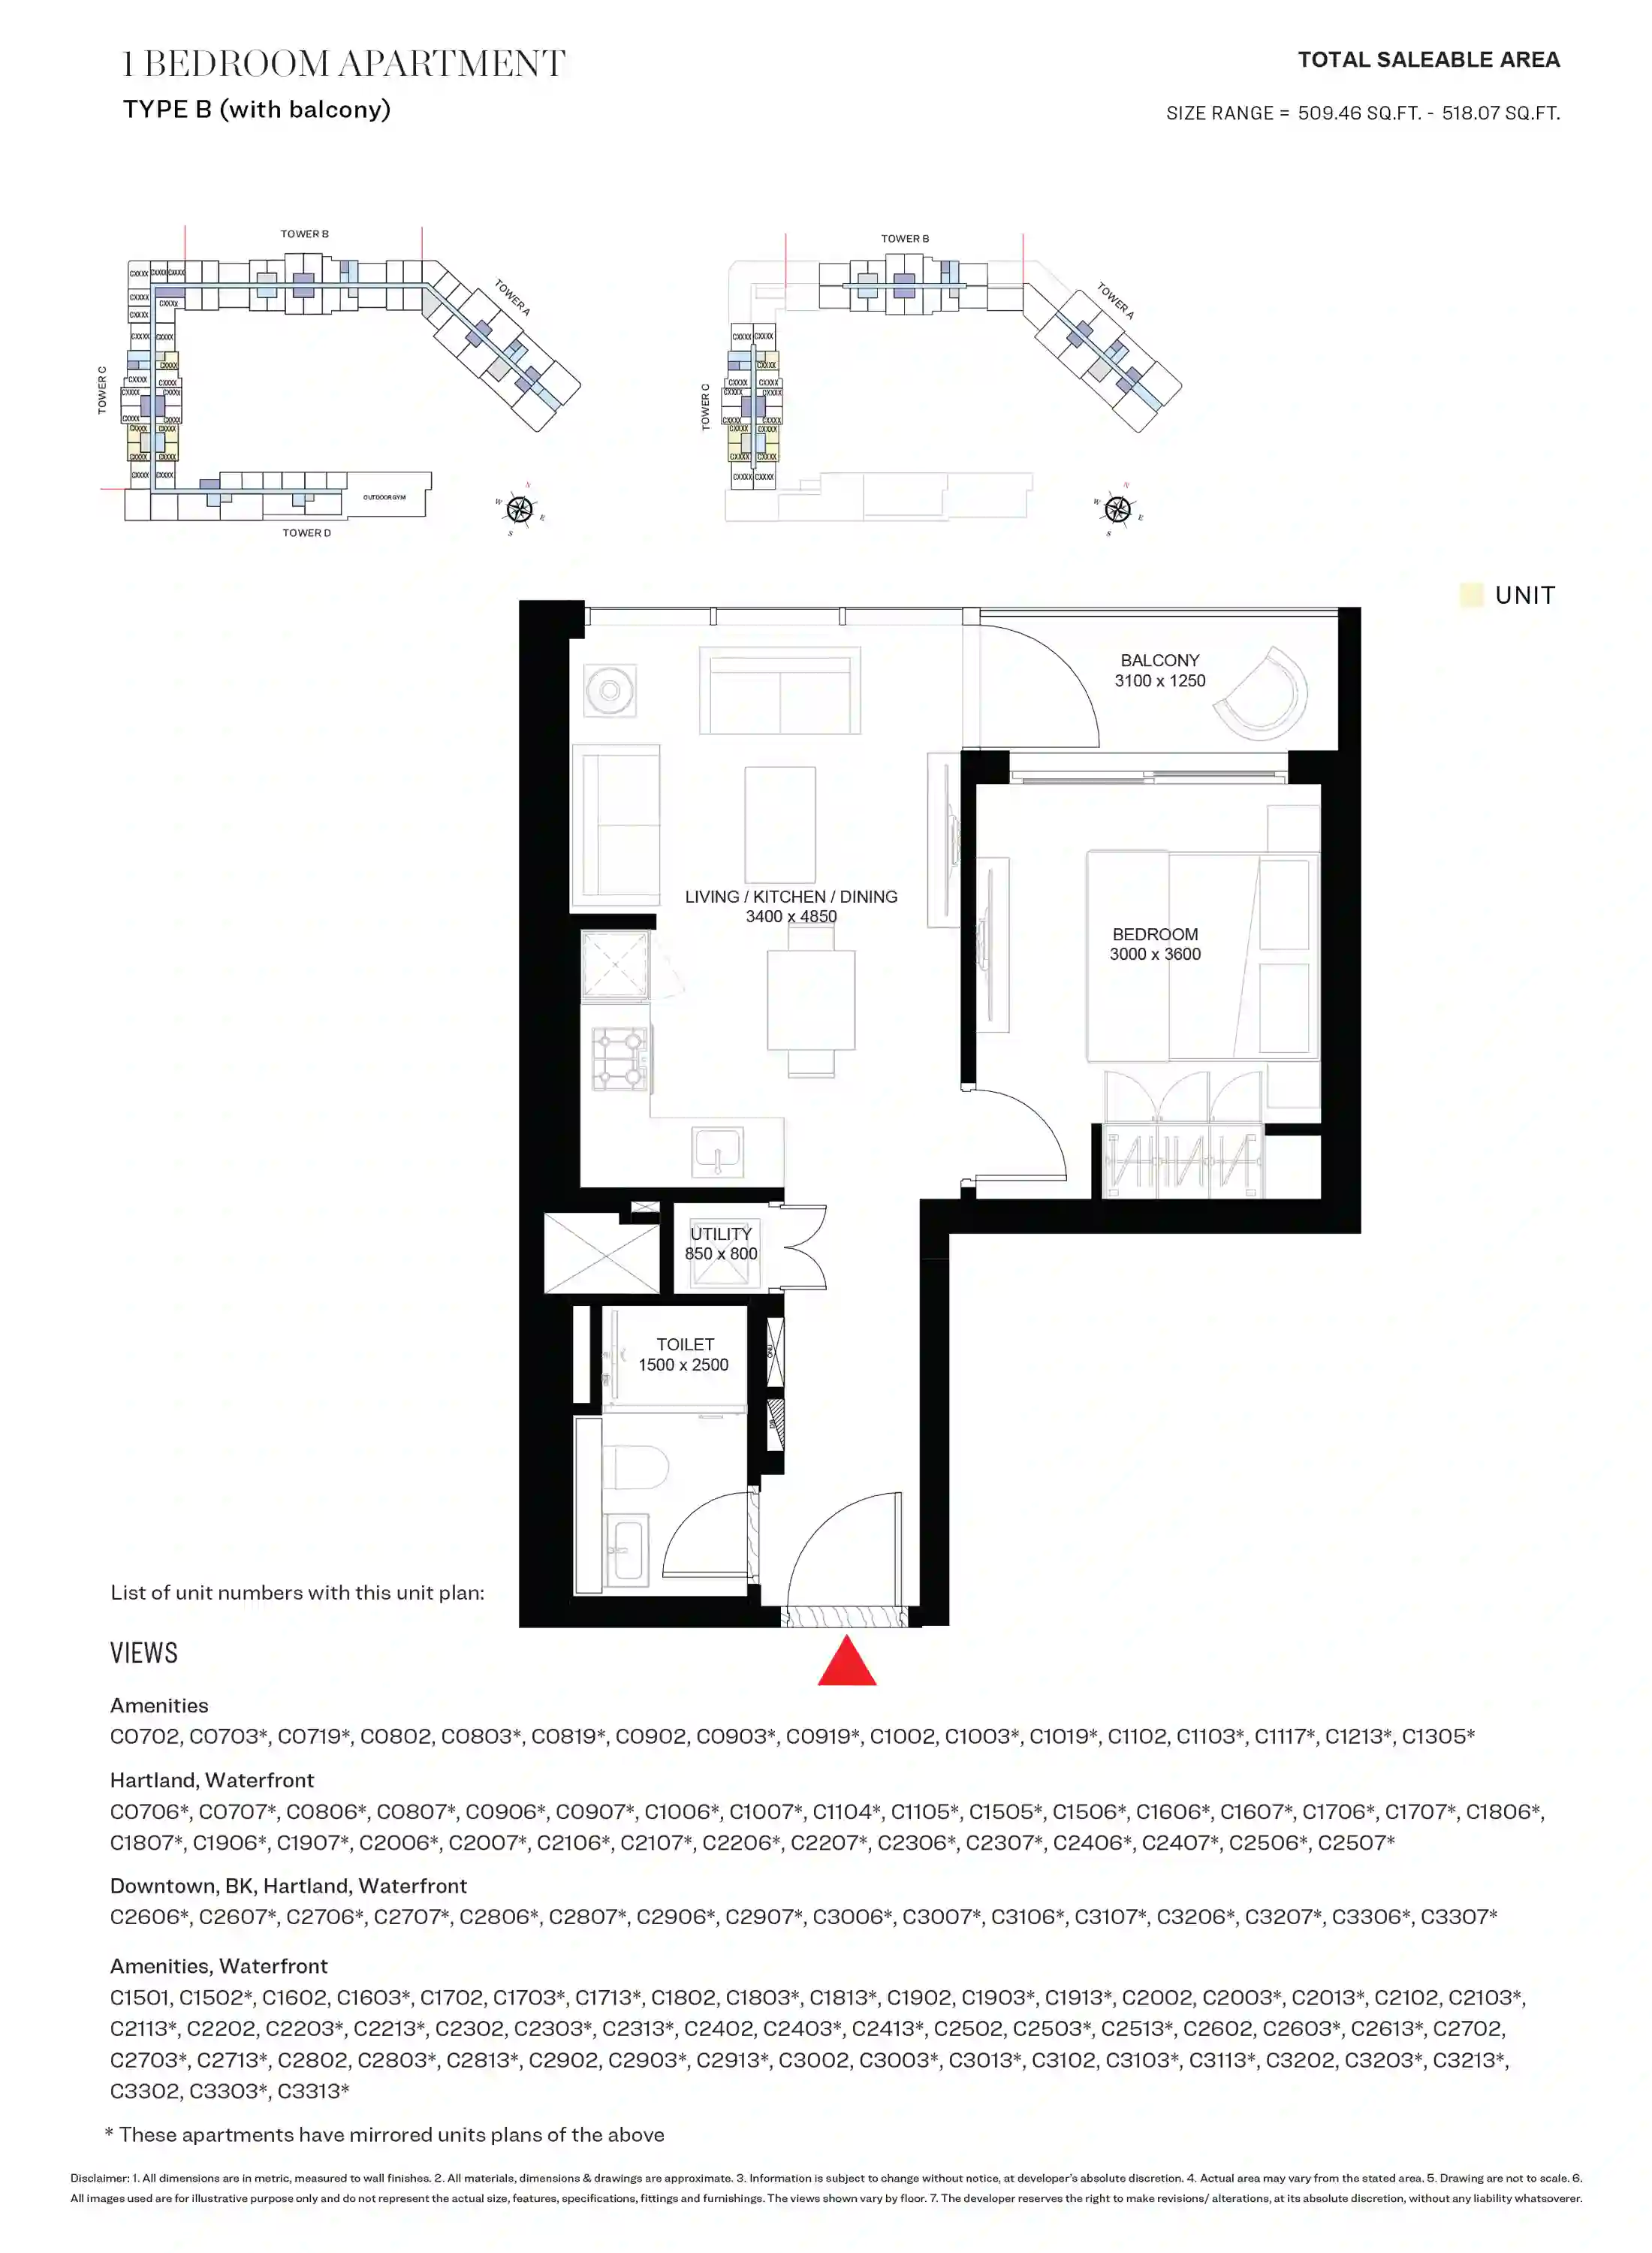 1 BEDROOM APARTMENT
TYPE B (with balcony)
TOTAL SALEABLE AREA
SIZE RANGE = 509.46 SQ.FT. - 518.07 SQ.FT.
TOWER B
TOWER A
TOWER C
OUTDOOR GYM
TOWER D
N
W
E
S
TOWER B
TOWER A
TOWER C
N
W
E
S
UNIT
BALCONY
3100 x 1250
LIVING / KITCHEN / DINING
3400 x 4850
BEDROOM
3000 x 3600
UTILITY
850 x 800
TOILET
1500 x 2500
List of unit numbers with this unit plan:
VIEWS
Amenities
C0702, C0703*, C0719*, C0802, C0803*, C0819*, C0902, C0903*, C0919*, C1002, C1003*, C1019*, C1102, C1103*, C1117*, C1213*, C1305*
Hartland, Waterfront
C0706*, C0707*, C0806*, C0807*, C0906*, C0907*, C1006*, C1007*, C1104*, C1105*, C1505*, C1506*, C1606*, C1607*, C1706*, C1707*, C1806*,
C1807*, C1906*, C1907*, C2006*, C2007*, C2106*, C2107*, C2206*, C2207*, C2306*, C2307*, C2406*, C2407*, C2506*, C2507*
Downtown, BK, Hartland, Waterfront
C2606*, C2607*, C2706*, C2707*, C2806*, C2807*, C2906*, C2907*, C3006*, C3007*, C3106*, C3107*, C3206*, C3207*, C3306*, C3307*
Amenities, Waterfront
C1501, C1502*, C1602, C1603*, C1702, C1703*, C1713*, C1802, C1803*, C1813*, C1902, C1903*, C1913*, C2002, C2003*, C2013*, C2102, C2103*,
C2113*, C2202, C2203*, C2213*, C2302, C2303*, C2313*, C2402, C2403*, C2413*, C2502, C2503*, C2513*, C2602, C2603*, C2613*, C2702,
C2703*, C2713*, C2802, C2803*, C2813*, C2902, C2903*, C2913*, C3002, C3003*, C3013*, C3102, C3103*, C3113*, C3202, C3203*, C3213*,
C3302, C3303*, C3313*
* These apartments have mirrored units plans of the above
Disclaimer: 1. All dimensions are in metric, measured to wall finishes. 2. All materials, dimensions & drawings are approximate. 3. Information is subject to change without notice, at developer's absolute discretion. 4. Actual area may vary from the stated area. 5. Drawing are not to scale. 6.
All images used are for illustrative purpose only and do not represent the actual size, features, specifications, fittings and furnishings. The views shown vary by floor. 7. The developer reserves the right to make revisions/ alterations, at its absolute discretion, without any liability whatsoverer.